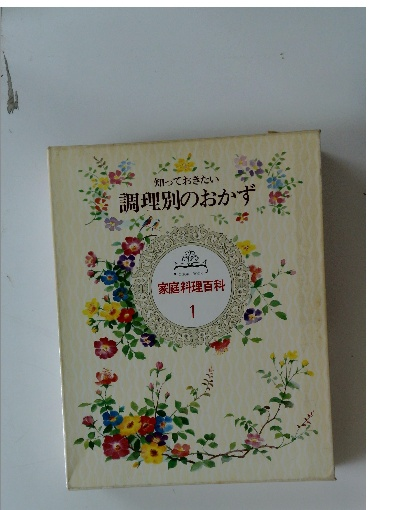 知っておきたい
調理別のおかず
家庭料理百科
1